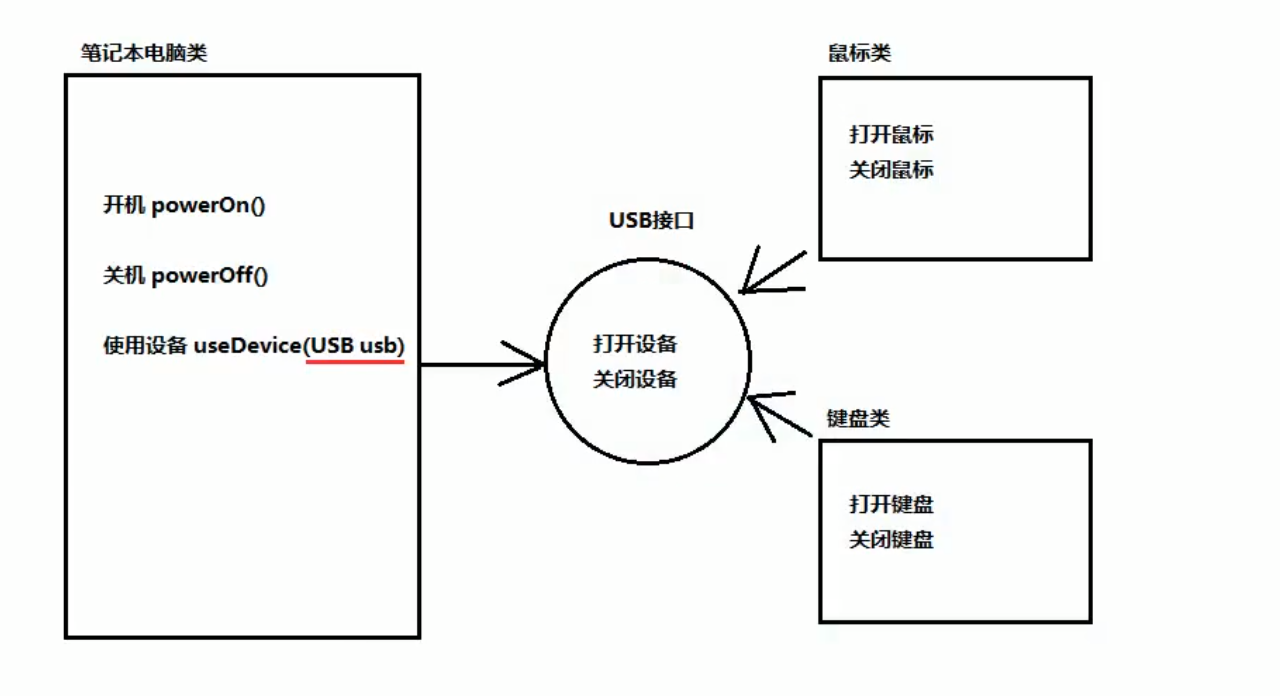 笔记本电脑类
开机 powerOn()
关机 powerOff()
使用设备 useDevice(USB usb)
USB接口
打开设备
关闭设备
鼠标类
打开鼠标
关闭鼠标
键盘类
打开键盘
关闭键盘